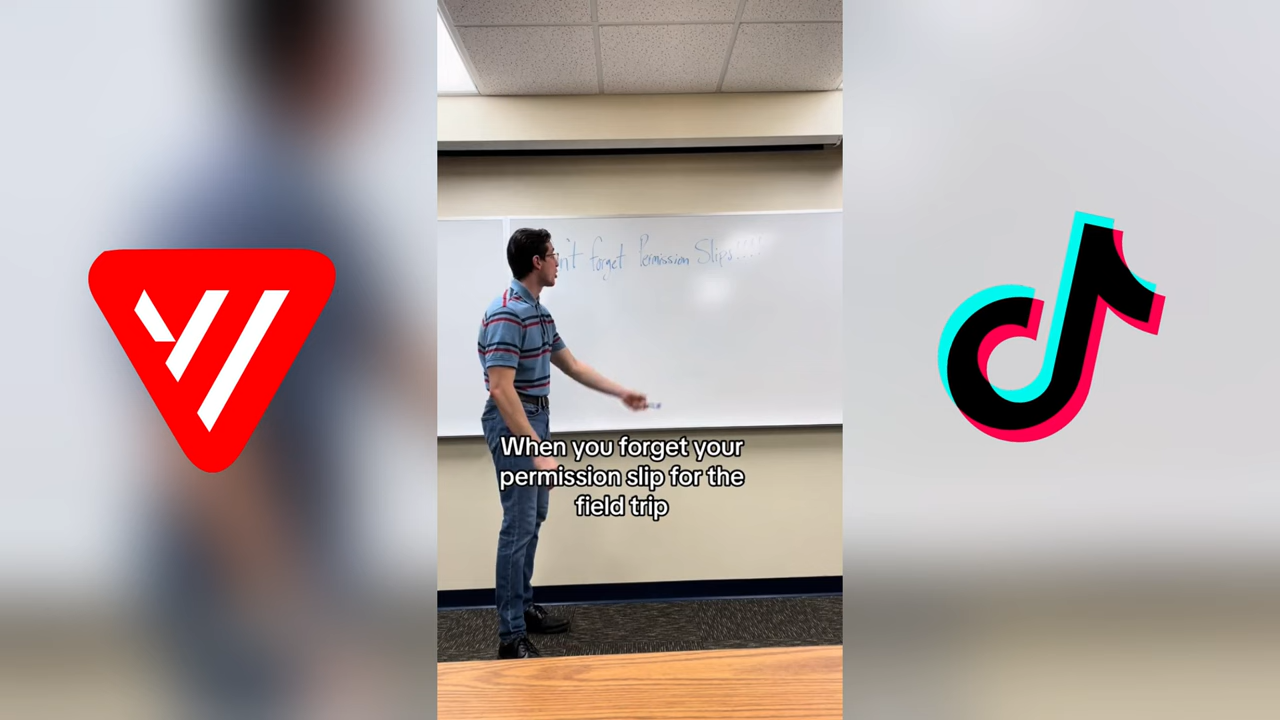 n't forget Permission Slips!!!!
When you forget your
permission slip for the
field trip